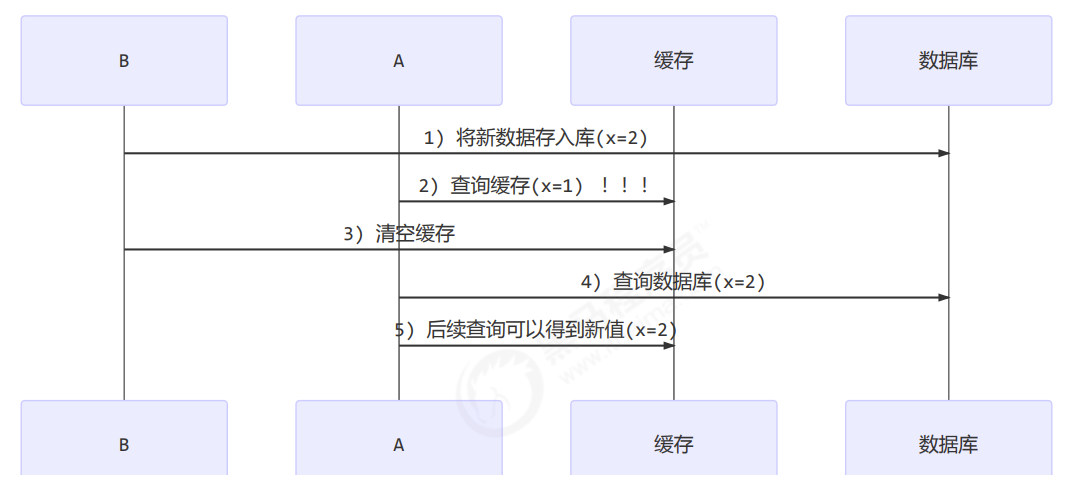 B A 缓存 数据库
1) 将新数据存入库(x=2)
2) 查询缓存(x=1) ！！！
3) 清空缓存
4) 查询数据库(x=2)
5) 后续查询可以得到新值(x=2)
B A 缓存 数据库